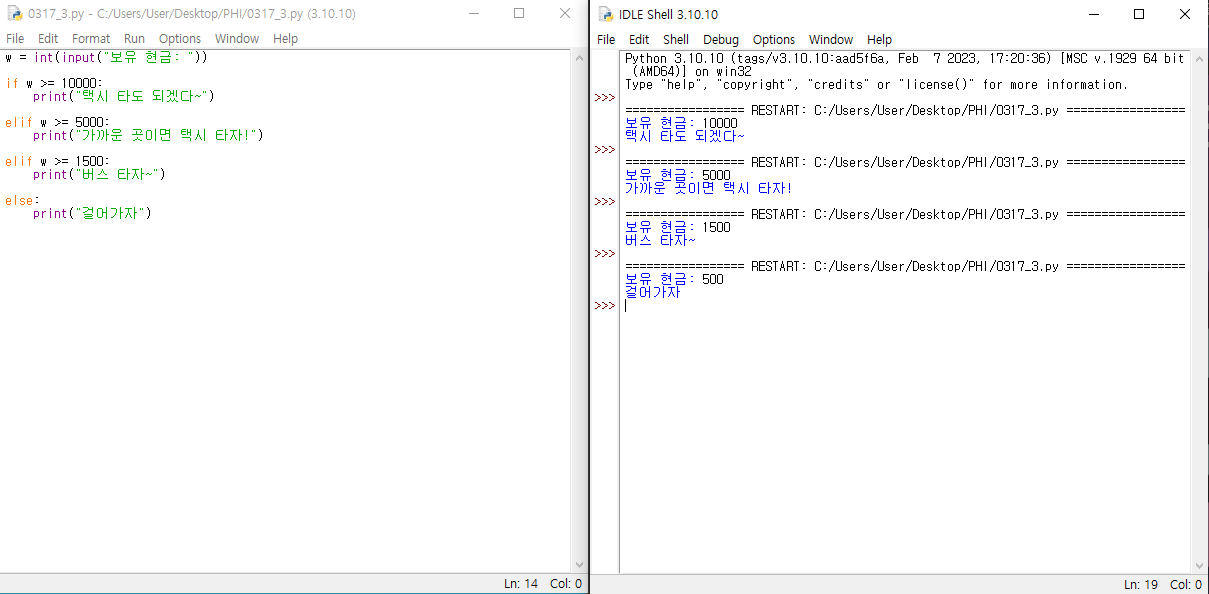 0317_3.py - C:/Users/User/Desktop/PHI/0317_3.py (3.10.10)
File Edit Format Run Options Window Help
w = int(input("보유 현금: "))
if w >= 10000:
    print("택시 타도 되겠다~")
elif w >= 5000:
    print("가까운 곳이면 택시 타자!")
elif w >= 1500:
    print("버스 타자~")
else:
    print("걸어가자")
Ln: 14 Col: 0
IDLE Shell 3.10.10
File Edit Shell Debug Options Window Help
Python 3.10.10 (tags/v3.10.10:aad5f6a, Feb  7 2023, 17:20:36) [MSC v.1929 64 bit
 (AMD64)] on win32
Type "help", "copyright", "credits" or "license()" for more information.
>>>
================= RESTART: C:/Users/User/Desktop/PHI/0317_3.py =================
보유 현금: 10000
택시 타도 되겠다~
>>>
================= RESTART: C:/Users/User/Desktop/PHI/0317_3.py =================
보유 현금: 5000
가까운 곳이면 택시 타자!
>>>
================= RESTART: C:/Users/User/Desktop/PHI/0317_3.py =================
보유 현금: 1500
버스 타자~
>>>
================= RESTART: C:/Users/User/Desktop/PHI/0317_3.py =================
보유 현금: 500
걸어가자
>>>
Ln: 19 Col: 0